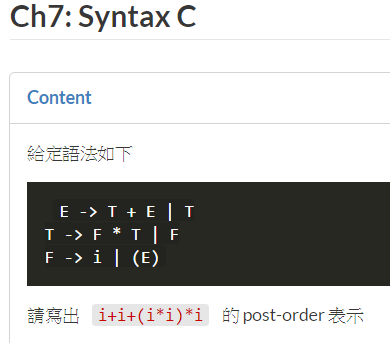 Ch7: Syntax C
Content
給定語法如下
E -> T + E | T
T -> F * T | F
F -> i | (E)
請寫出 i+i+(i*i)*i 的 post-order 表示